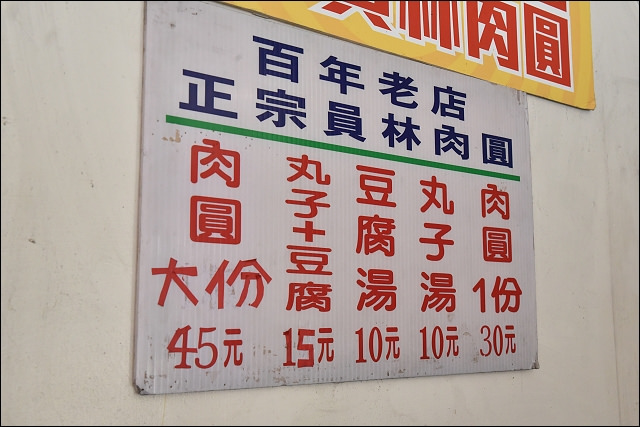 員林肉圓
百年老店
正宗員林肉圓
肉圓1份30元
丸子湯10元
豆腐湯10元
丸子+豆腐15元
肉圓大份45元